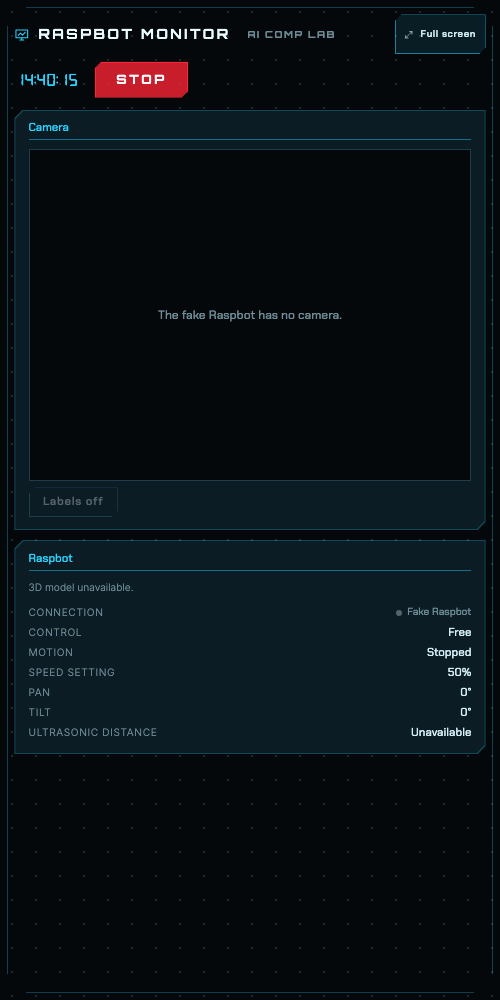 RASPBOT MONITOR AI COMP LAB Full screen
14:40:15 STOP
Camera
The fake Raspbot has no camera.
Labels off
Raspbot
3D model unavailable.
CONNECTION Fake Raspbot
CONTROL Free
MOTION Stopped
SPEED SETTING 50%
PAN 0°
TILT 0°
ULTRASONIC DISTANCE Unavailable